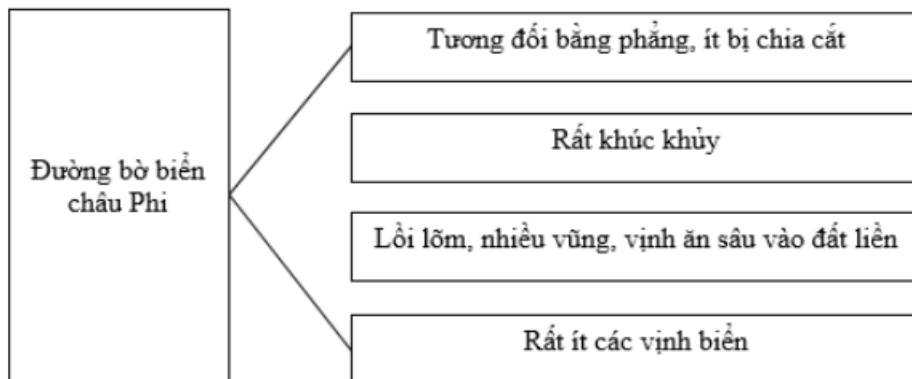 Đường bờ biển
châu Phi
Tương đối bằng phẳng, ít bị chia cắt
Rất khúc khủy
Lồi lõm, nhiều vũng, vịnh ăn sâu vào đất liền
Rất ít các vịnh biển